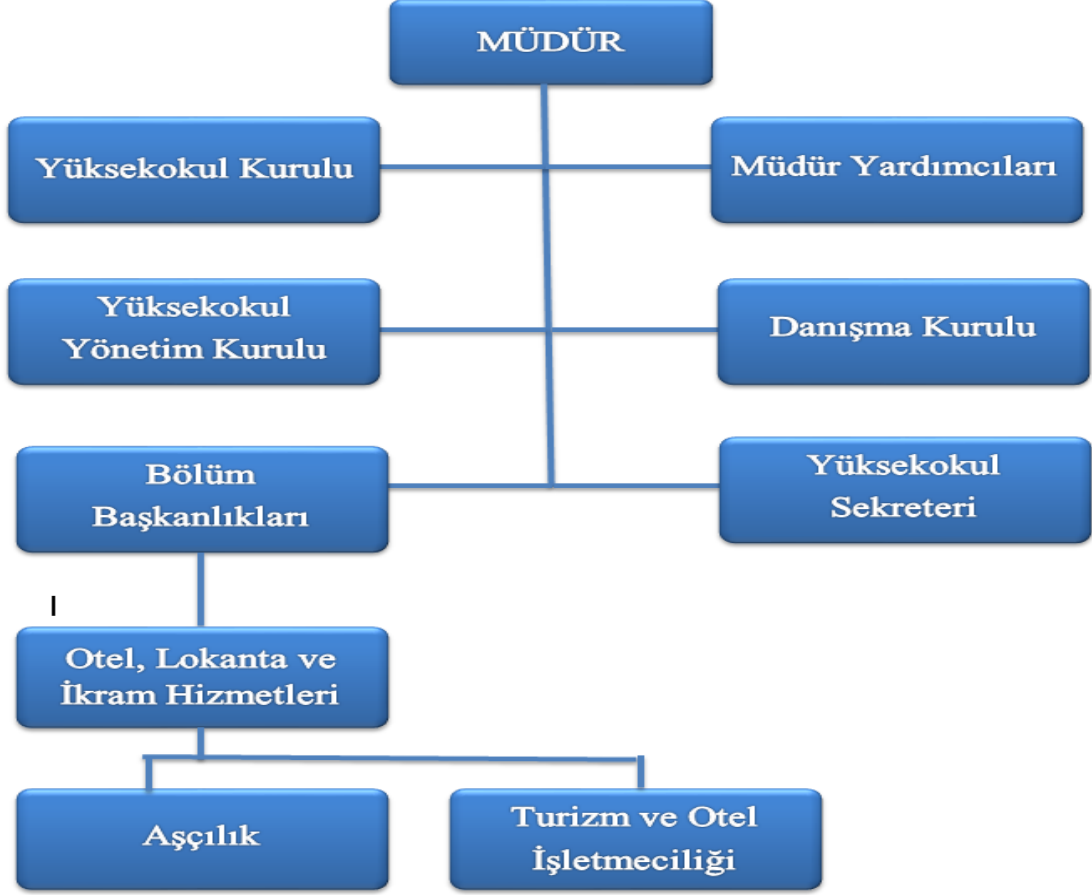 MÜDÜR
Yüksekokul Kurulu
Müdür Yardımcıları
Yüksekokul
Yönetim Kurulu
Danışma Kurulu
Bölüm
Başkanlıkları
Yüksekokul
Sekreteri
I
Otel, Lokanta ve
İkram Hizmetleri
Aşçılık
Turizm ve Otel
İşletmeciliği